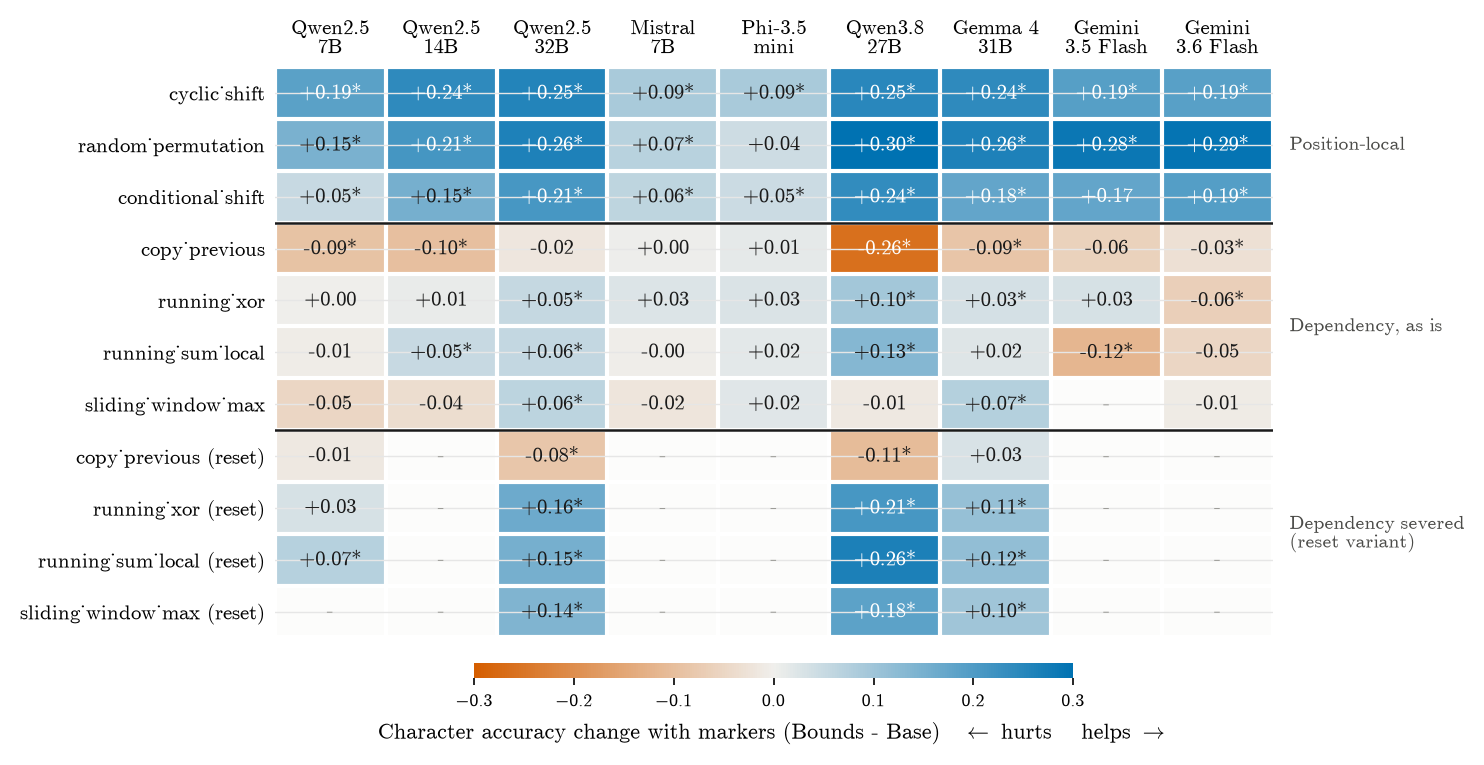 Qwen2.5 7B Qwen2.5 14B Qwen2.5 32B Mistral 7B Phi-3.5 mini Qwen3.8 27B Gemma 4 31B Gemini 3.5 Flash Gemini 3.6 Flash
cyclic˙shift +0.19* +0.24* +0.25* +0.09* +0.09* +0.25* +0.24* +0.19* +0.19*
random˙permutation +0.15* +0.21* +0.26* +0.07* +0.04 +0.30* +0.26* +0.28* +0.29* Position-local
conditional˙shift +0.05* +0.15* +0.21* +0.06* +0.05* +0.24* +0.18* +0.17 +0.19*
copy˙previous -0.09* -0.10* -0.02 +0.00 +0.01 -0.26* -0.09* -0.06 -0.03*
running˙xor +0.00 +0.01 +0.05* +0.03 +0.03 +0.10* +0.03* +0.03 -0.06*
Dependency, as is
running˙sum˙local -0.01 +0.05* +0.06* -0.00 +0.02 +0.13* +0.02 -0.12* -0.05
sliding˙window˙max -0.05 -0.04 +0.06* -0.02 +0.02 -0.01 +0.07* - -0.01
copy˙previous (reset) -0.01 - -0.08* - - -0.11* +0.03 - -
running˙xor (reset) +0.03 - +0.16* - - +0.21* +0.11* - -
Dependency severed
(reset variant)
running˙sum˙local (reset) +0.07* - +0.15* - - +0.26* +0.12* - -
sliding˙window˙max (reset) - - +0.14* - - +0.18* +0.10* - -
−0.3 −0.2 −0.1 0.0 0.1 0.2 0.3
Character accuracy change with markers (Bounds - Base) ← hurts helps →